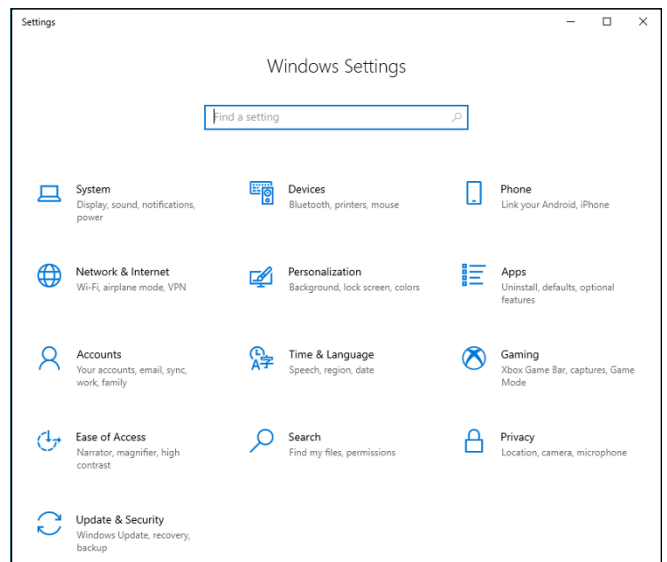 Settings
Windows Settings
Find a setting
System
Display, sound, notifications,
power
Devices
Bluetooth, printers, mouse
Phone
Link your Android, iPhone
Network & Internet
Wi-Fi, airplane mode, VPN
Personalization
Background, lock screen, colors
Apps
Uninstall, defaults, optional
features
Accounts
Your accounts, email, sync,
work, family
Time & Language
Speech, region, date
Gaming
Xbox Game Bar, captures, Game
Mode
Ease of Access
Narrator, magnifier, high
contrast
Search
Find my files, permissions
Privacy
Location, camera, microphone
Update & Security
Windows Update, recovery,
backup